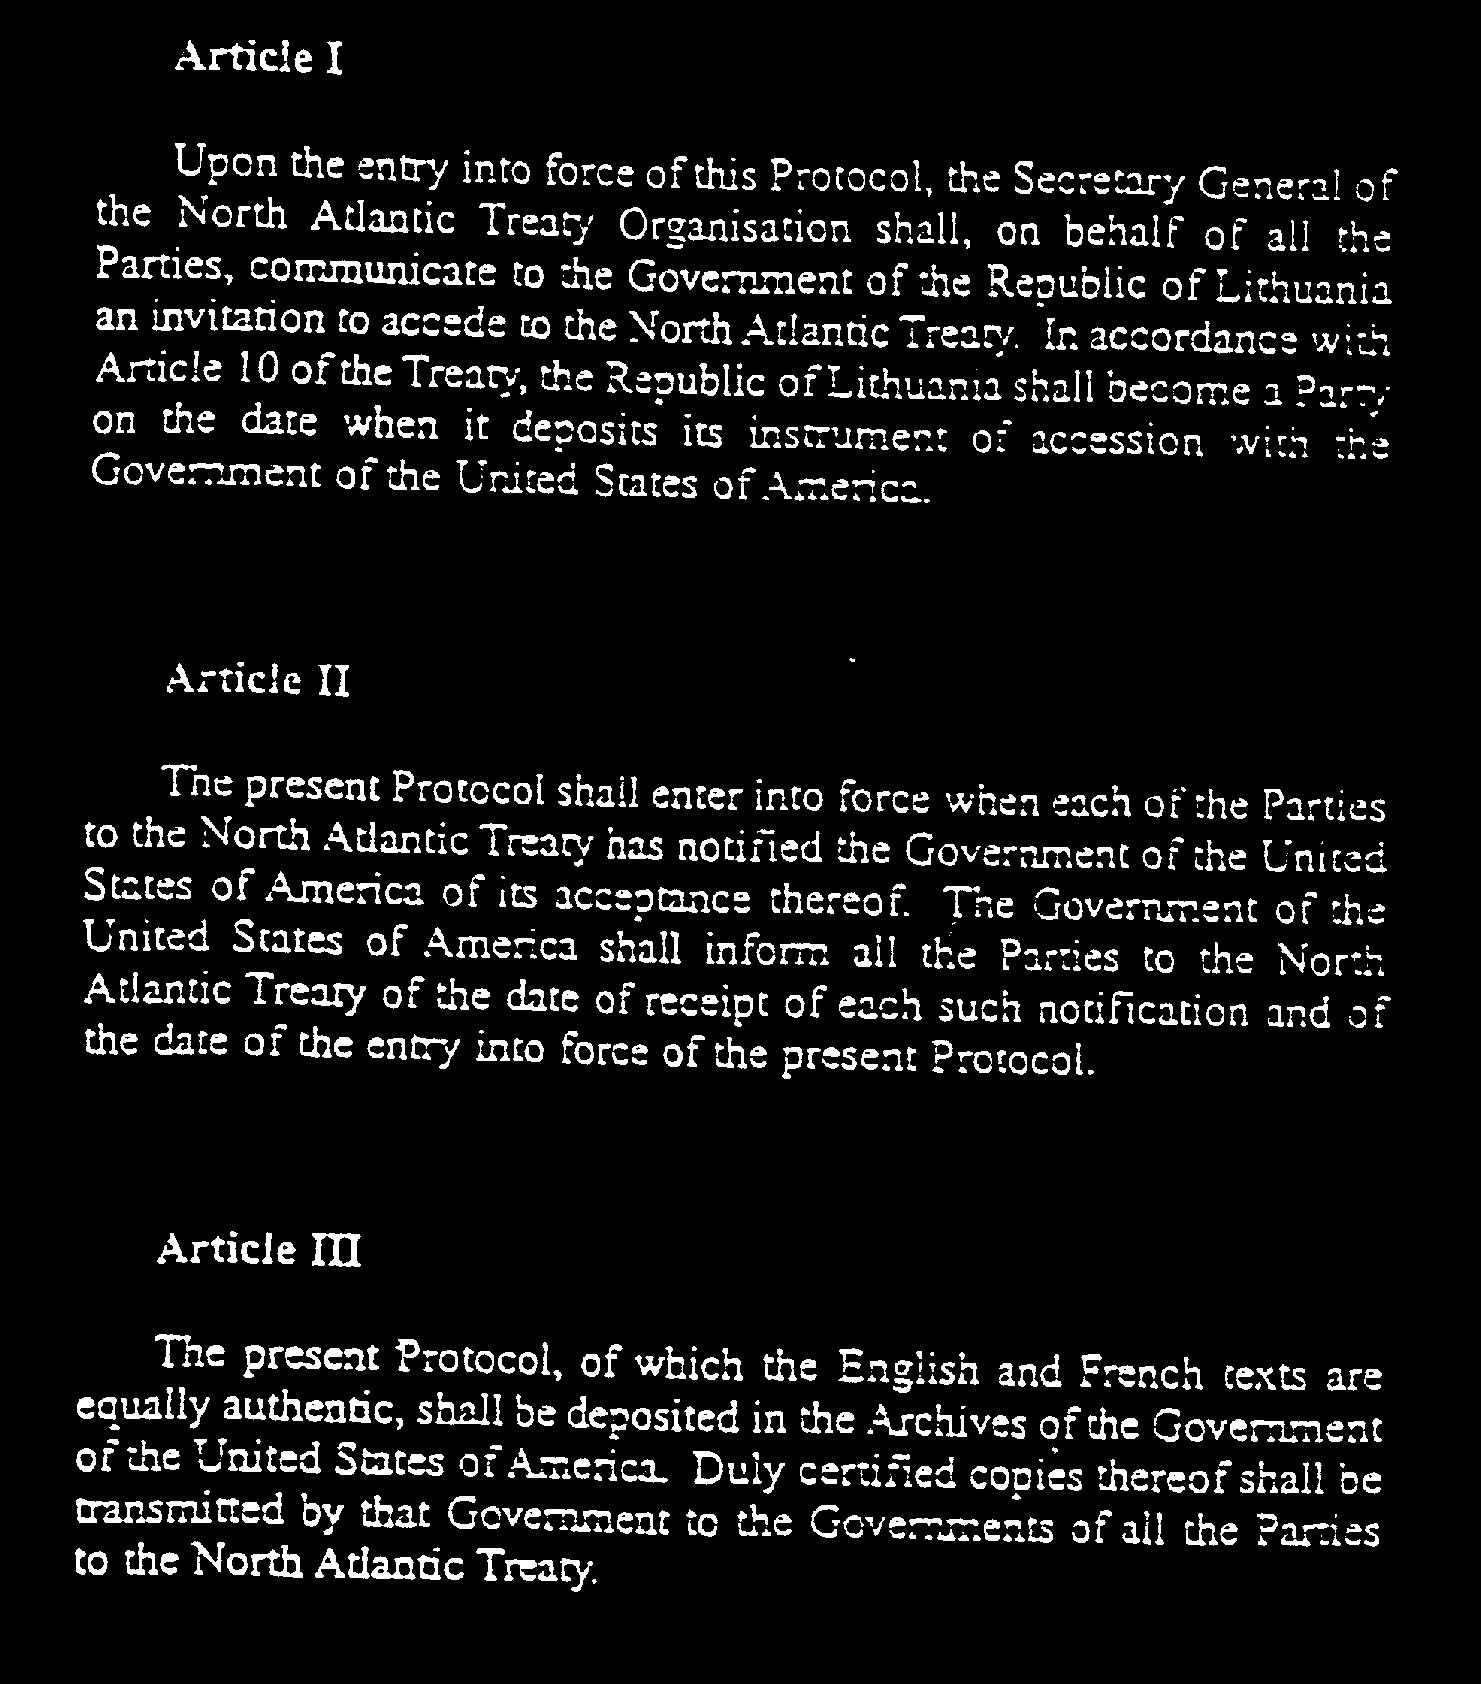 Article I
Upon the entry into force of this Protocol, the Secretary General of
the North Atlantic Treaty Organisation shall, on behalf of all the
Parties, communicate to the Government of the Republic of Lithuania
an invitation to accede to the North Atlantic Treaty. In accordance with
Article 10 of the Treaty, the Republic of Lithuania shall become a Party
on the date when it deposits its instrument of accession with the
Government of the United States of America.
Article II
The present Protocol shall enter into force when each of the Parties
to the North Atlantic Treaty has notified the Government of the United
States of America of its acceptance thereof. The Government of the
United States of America shall inform all the Parties to the North
Atlantic Treaty of the date of receipt of each such notification and of
the date of the entry into force of the present Protocol.
Article III
The present Protocol, of which the English and French texts are
equally authentic, shall be deposited in the Archives of the Government
of the United States of America. Duly certified copies thereof shall be
transmitted by that Government to the Governments of all the Parties
to the North Atlantic Treaty.